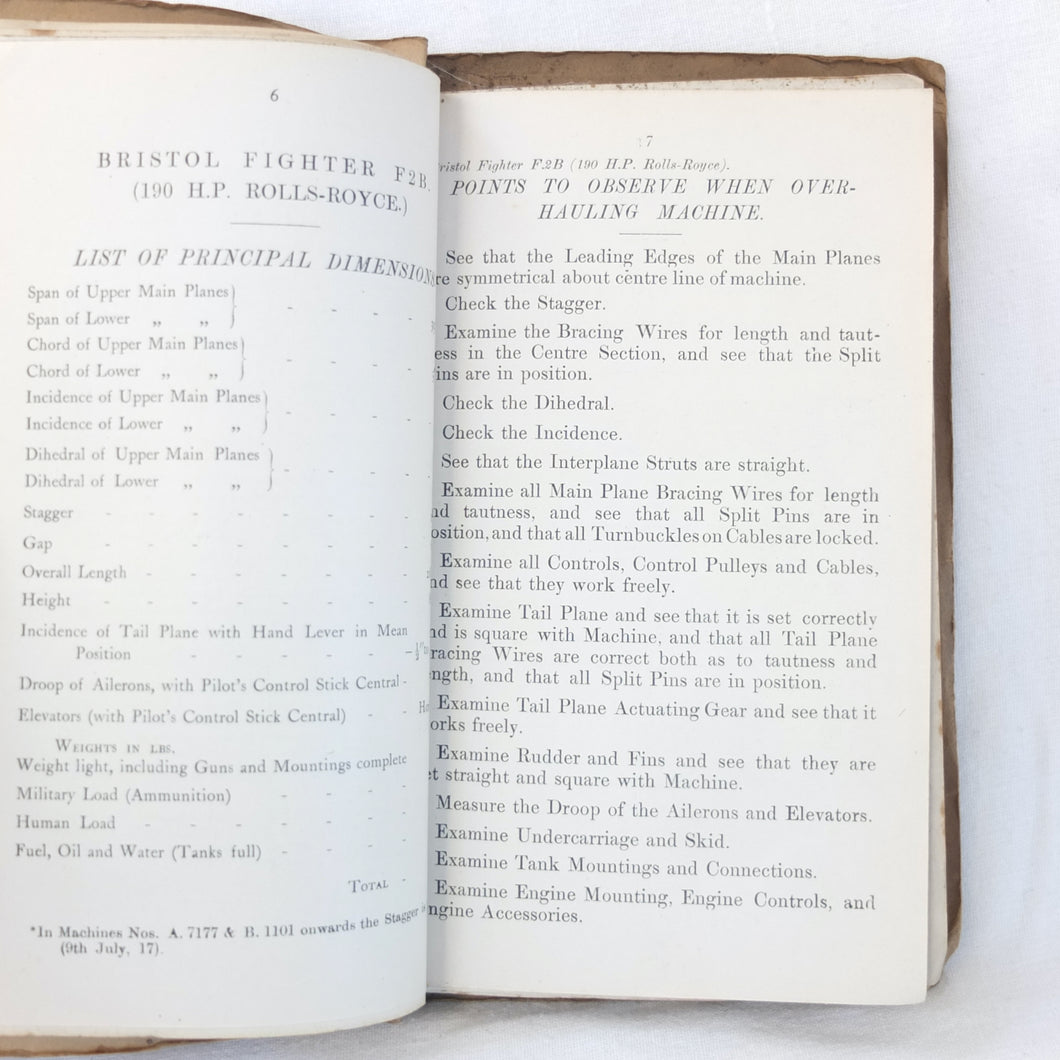 6
BRISTOL FIGHTER F2B.
(190 H.P. ROLLS-ROYCE.)
LIST OF PRINCIPAL DIMENSIONS
Span of Upper Main Planes} - - - -
Span of Lower „ „ }
Chord of Upper Main Planes} - - - -
Chord of Lower „ „ }
Incidence of Upper Main Planes} - - - -
Incidence of Lower „ „ }
Dihedral of Upper Main Planes } - - - -
Dihedral of Lower „ „ }
Stagger - - - - - - - -
Gap - - - - - - - -
Overall Length - - - - - - -
Height - - - - - - - -
Incidence of Tail Plane with Hand Lever in Mean
Position - - - - - -
Droop of Ailerons, with Pilot's Control Stick Central -
Elevators (with Pilot's Control Stick Central) - -
WEIGHTS IN LBS.
Weight light, including Guns and Mountings complete
Military Load (Ammunition) - - - -
Human Load - - - - - - -
Fuel, Oil and Water (Tanks full) - - - -
TOTAL -
*In Machines Nos. A. 7177 & B. 1101 onwards the Stagger
(9th July, 17).
7
ristol Fighter F.2B (190 H.P. Rolls-Royce).
POINTS TO OBSERVE WHEN OVER-
HAULING MACHINE.
See that the Leading Edges of the Main Planes
re symmetrical about centre line of machine.
Check the Stagger.
Examine the Bracing Wires for length and taut-
ess in the Centre Section, and see that the Split
ins are in position.
Check the Dihedral.
Check the Incidence.
See that the Interplane Struts are straight.
Examine all Main Plane Bracing Wires for length
nd tautness, and see that all Split Pins are in
osition, and that all Turnbuckles on Cables are locked.
Examine all Controls, Control Pulleys and Cables,
nd see that they work freely.
Examine Tail Plane and see that it is set correctly
nd is square with Machine, and that all Tail Plane
racing Wires are correct both as to tautness and
ngth, and that all Split Pins are in position.
Examine Tail Plane Actuating Gear and see that it
orks freely.
Examine Rudder and Fins and see that they are
et straight and square with Machine.
Measure the Droop of the Ailerons and Elevators.
Examine Undercarriage and Skid.
Examine Tank Mountings and Connections.
Examine Engine Mounting, Engine Controls, and
ngine Accessories.